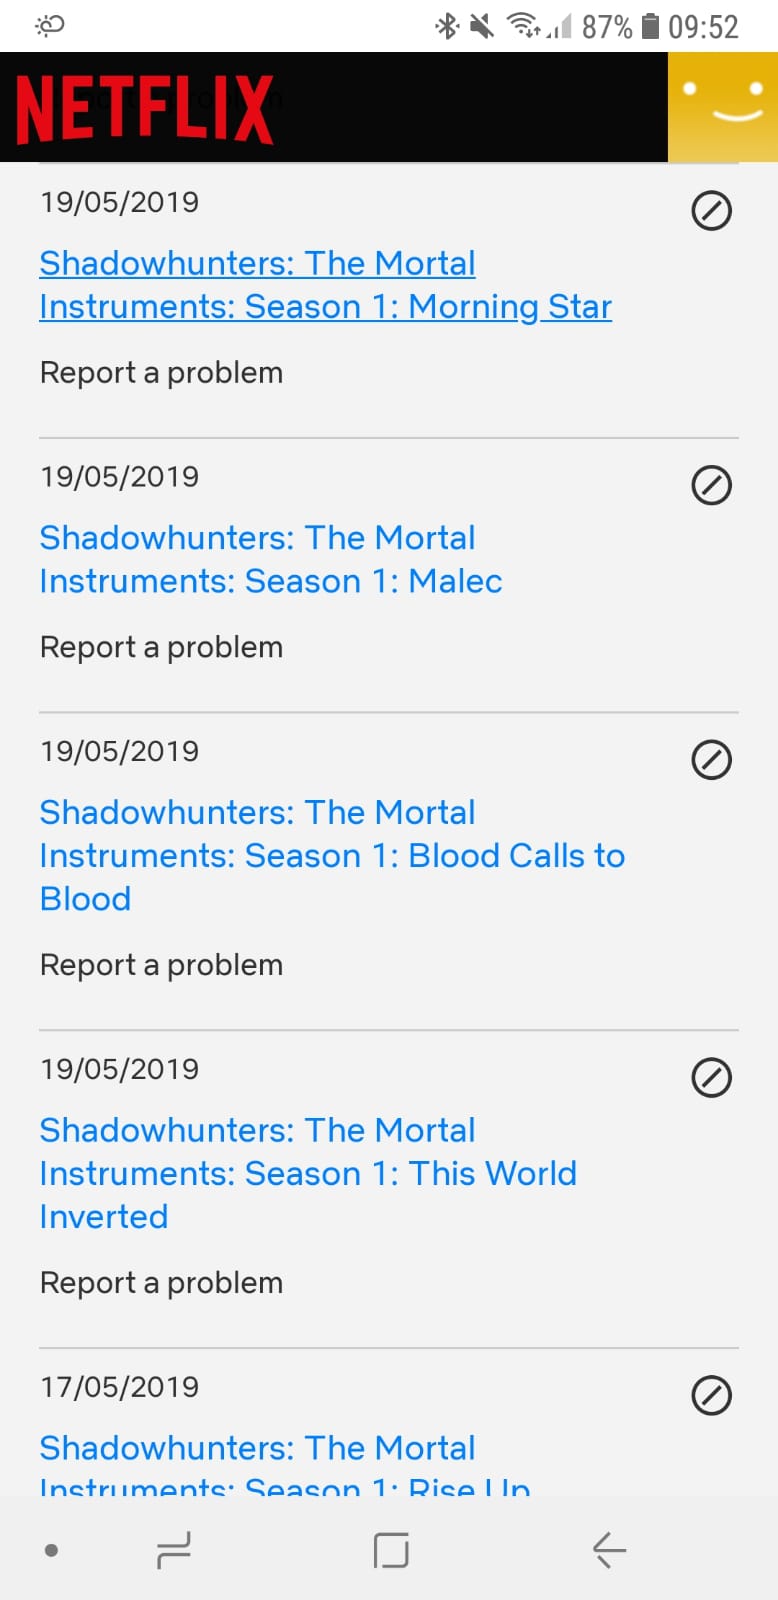 87% 09:52
NETFLIX
19/05/2019
Shadowhunters: The Mortal
Instruments: Season 1: Morning Star
Report a problem
19/05/2019
Shadowhunters: The Mortal
Instruments: Season 1: Malec
Report a problem
19/05/2019
Shadowhunters: The Mortal
Instruments: Season 1: Blood Calls to
Blood
Report a problem
19/05/2019
Shadowhunters: The Mortal
Instruments: Season 1: This World
Inverted
Report a problem
17/05/2019
Shadowhunters: The Mortal
Instruments: Season 1: Rise Up